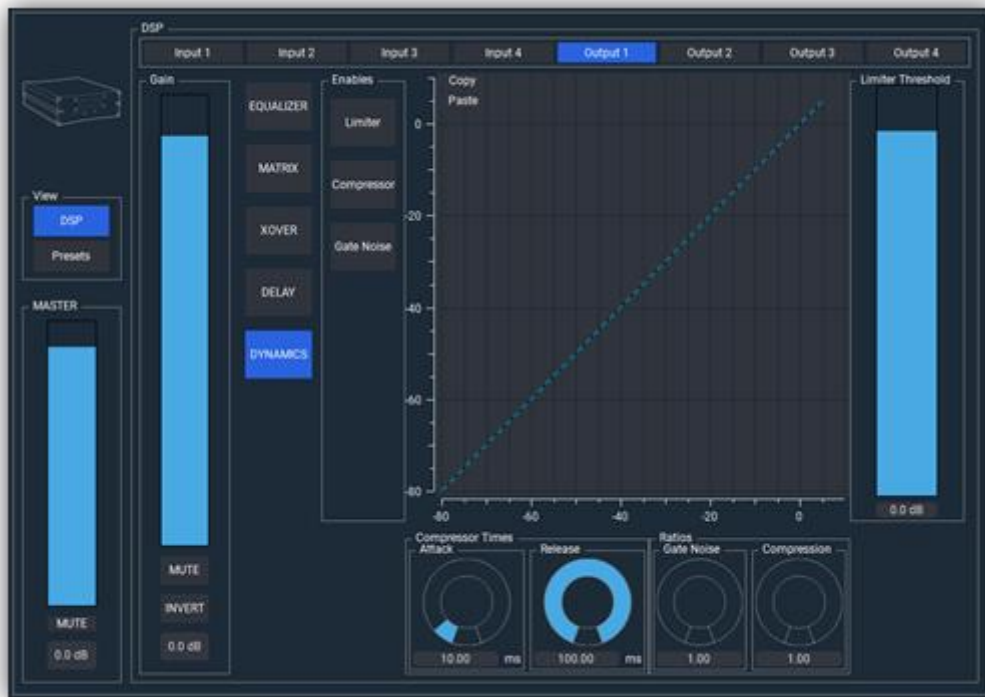 DSP
Input 1 Input 2 Input 3 Input 4 Output 1 Output 2 Output 3 Output 4
View
DSP
Presets
MASTER
MUTE
0.0 dB
Gain
MUTE
INVERT
0.0 dB
EQUALIZER
MATRIX
XOVER
DELAY
DYNAMICS
Enables
Limiter
Compressor
Gate Noise
Copy
Paste
0
-20
-40
-60
-80
-80 -60 -40 -20 0
Limiter Threshold
0.0 dB
Compressor Times
Attack
10.00 ms
Release
100.00 ms
Ratios
Gate Noise
1.00
Compression
1.00